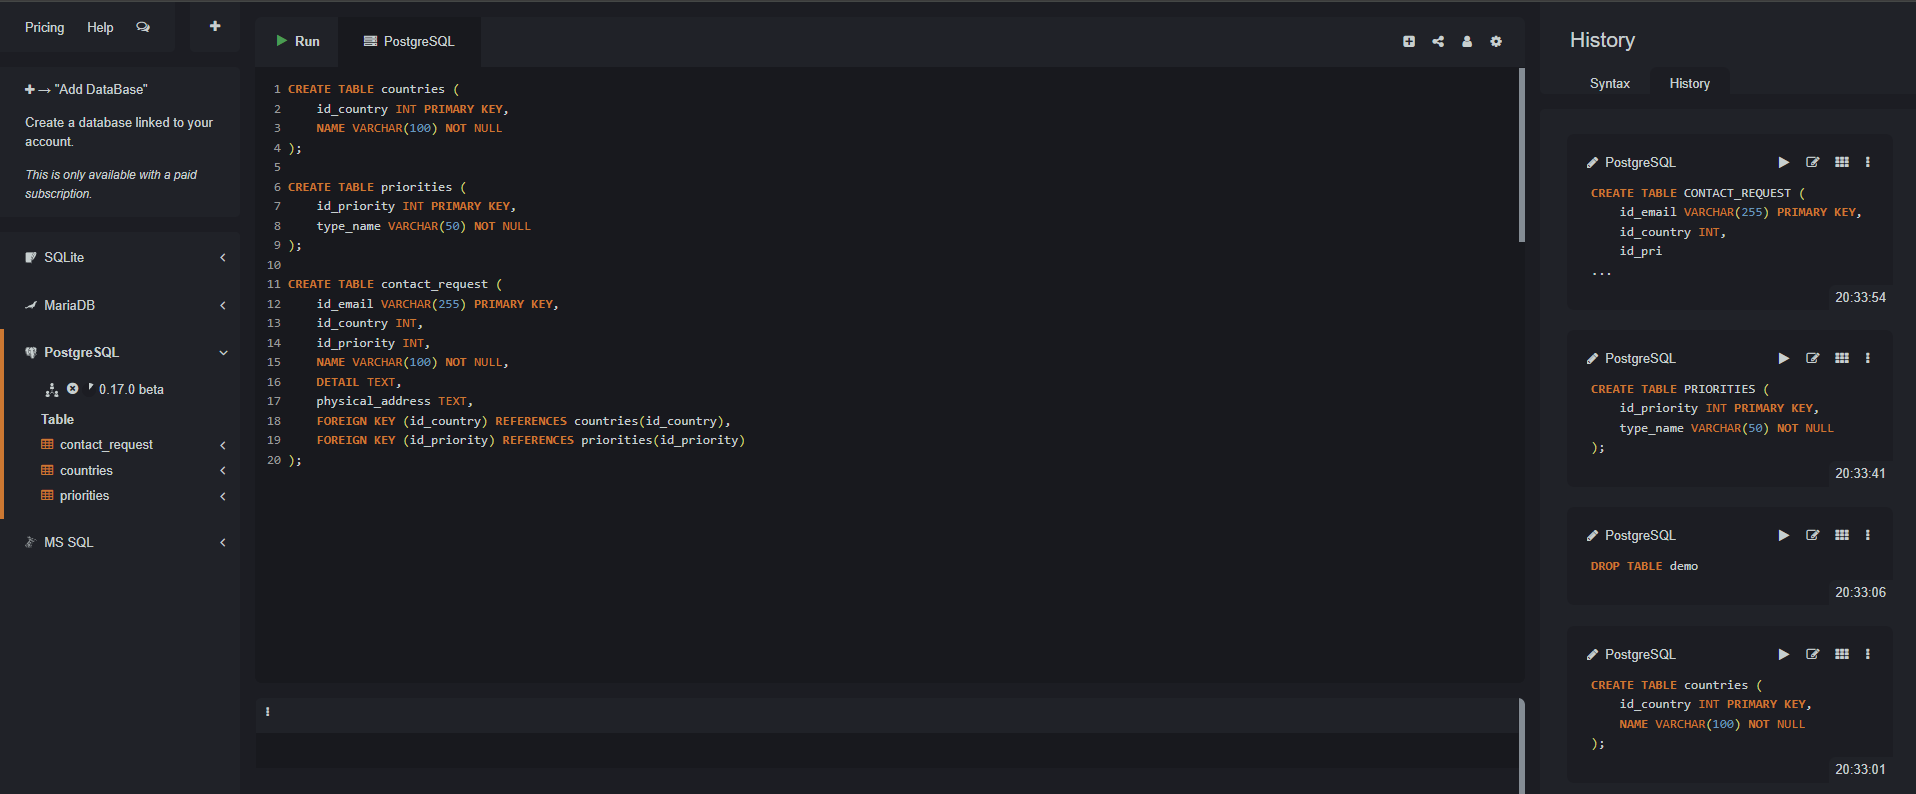 Pricing Help
+ → "Add DataBase"
Create a database linked to your
account.
This is only available with a paid
subscription.
SQLite
MariaDB
PostgreSQL
0.17.0 beta
Table
contact_request
countries
priorities
MS SQL
Run PostgreSQL
1 CREATE TABLE countries (
2 id_country INT PRIMARY KEY,
3 NAME VARCHAR(100) NOT NULL
4 );
5
6 CREATE TABLE priorities (
7 id_priority INT PRIMARY KEY,
8 type_name VARCHAR(50) NOT NULL
9 );
10
11 CREATE TABLE contact_request (
12 id_email VARCHAR(255) PRIMARY KEY,
13 id_country INT,
14 id_priority INT,
15 NAME VARCHAR(100) NOT NULL,
16 DETAIL TEXT,
17 physical_address TEXT,
18 FOREIGN KEY (id_country) REFERENCES countries(id_country),
19 FOREIGN KEY (id_priority) REFERENCES priorities(id_priority)
20 );
History
Syntax History
PostgreSQL
CREATE TABLE CONTACT_REQUEST (
id_email VARCHAR(255) PRIMARY KEY,
id_country INT,
id_pri
...
20:33:54
PostgreSQL
CREATE TABLE PRIORITIES (
id_priority INT PRIMARY KEY,
type_name VARCHAR(50) NOT NULL
);
20:33:41
PostgreSQL
DROP TABLE demo
20:33:06
PostgreSQL
CREATE TABLE countries (
id_country INT PRIMARY KEY,
NAME VARCHAR(100) NOT NULL
);
20:33:01